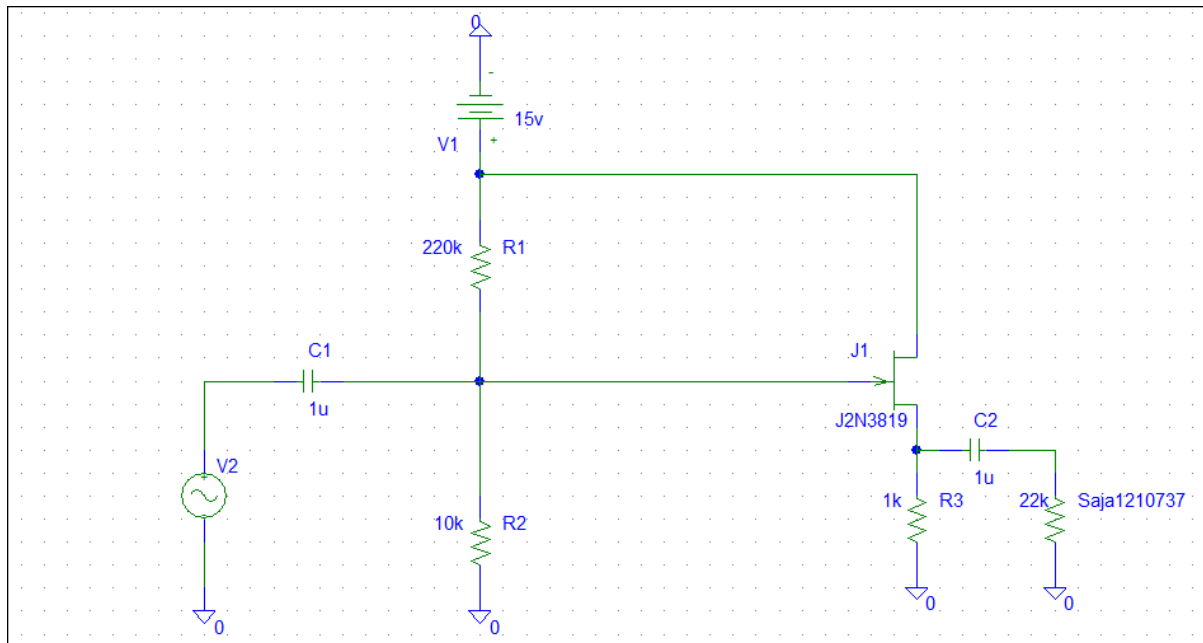 0
-
15v
V1
+
220k
R1
C1
1u
J1
J2N3819
C2
1u
V2
+
-
10k
R2
1k
R3
22k
Saja1210737
0
0
0
0